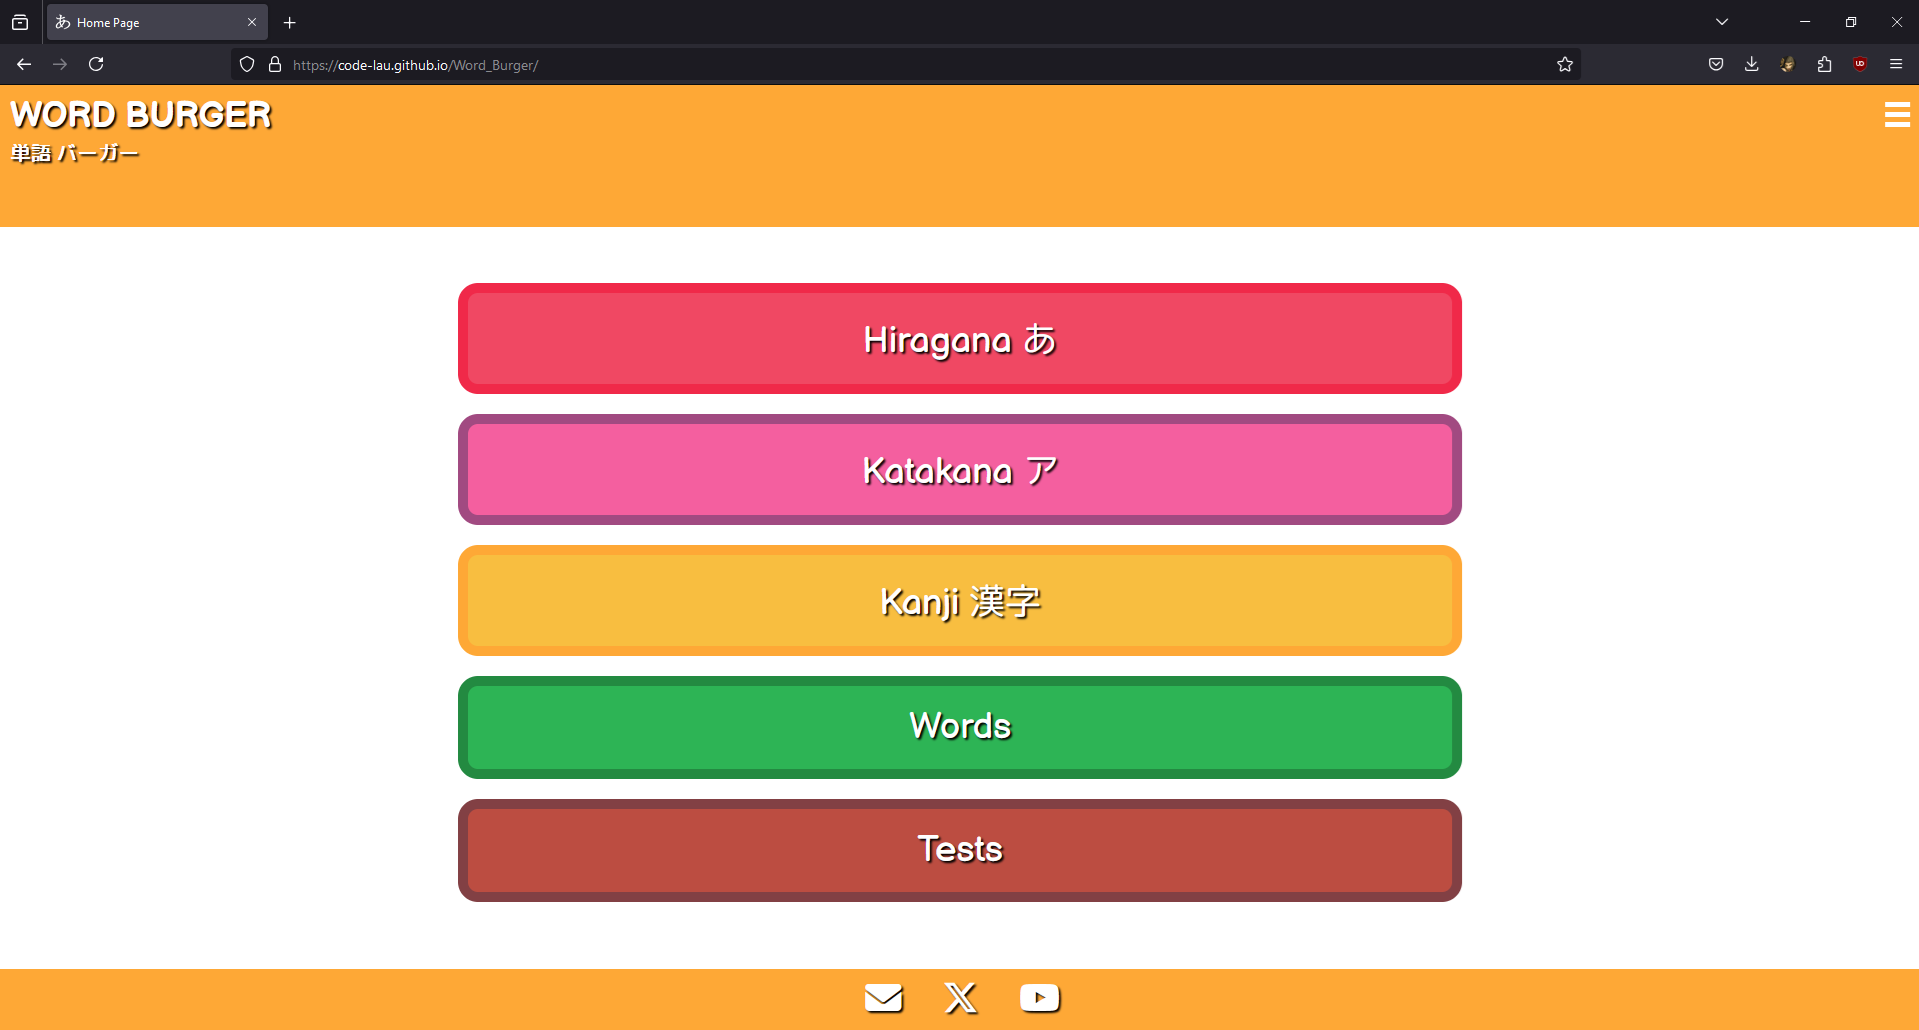 あ Home Page
https://code-lau.github.io/Word_Burger/
WORD BURGER
単語 バーガー
Hiragana あ
Katakana ア
Kanji 漢字
Words
Tests